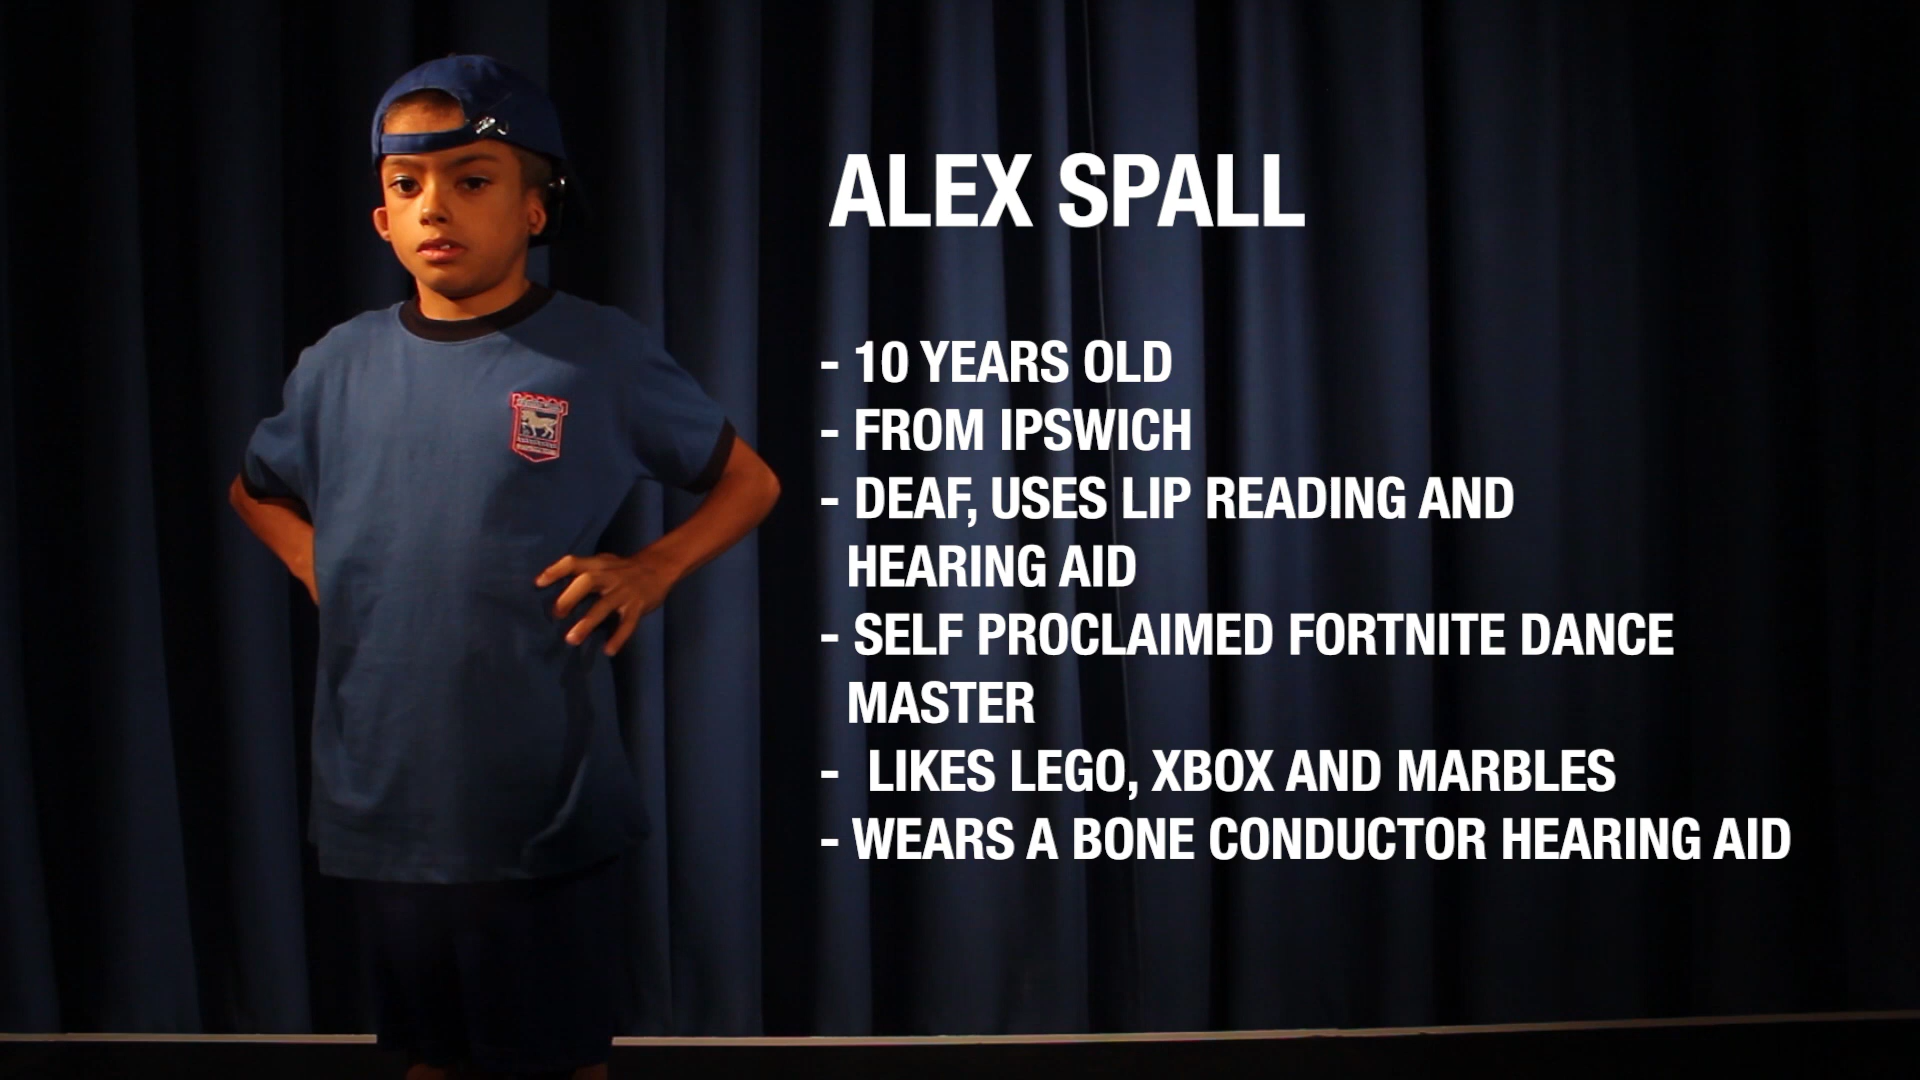 ALEX SPALL
- 10 YEARS OLD
- FROM IPSWICH
- DEAF, USES LIP READING AND
HEARING AID
- SELF PROCLAIMED FORTNITE DANCE
MASTER
- LIKES LEGO, XBOX AND MARBLES
- WEARS A BONE CONDUCTOR HEARING AID